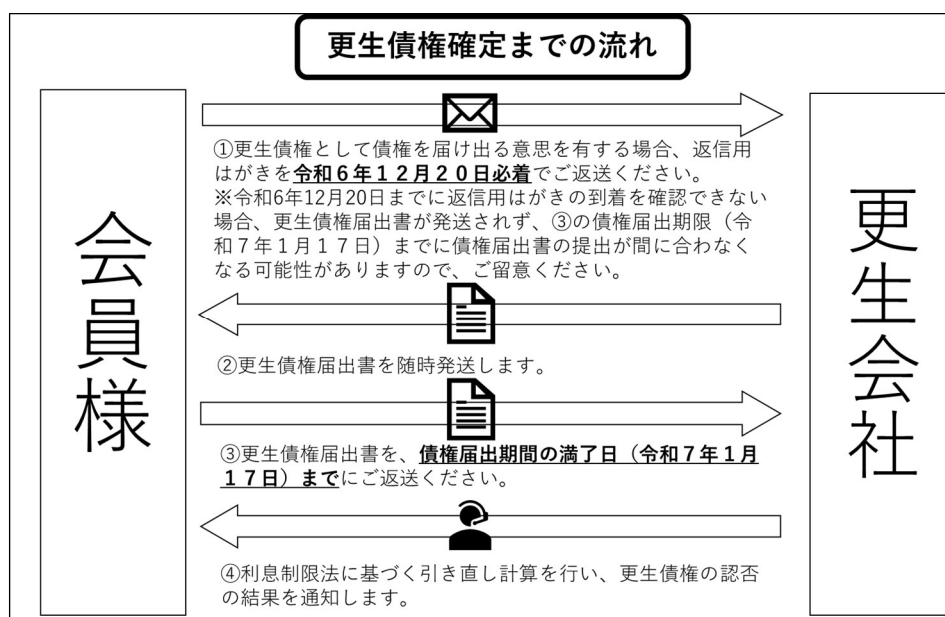 更生債権確定までの流れ
会員様
①更生債権として債権を届け出る意思を有する場合、返信用
はがきを令和６年１２月２０日必着でご返送ください。
※令和6年12月20日までに返信用はがきの到着を確認できない
場合、更生債権届出書が発送されず、③の債権届出期限（令
和７年１月１７日）までに債権届出書の提出が間に合わなく
なる可能性がありますので、ご留意ください。
②更生債権届出書を随時発送します。
③更生債権届出書を、債権届出期間の満了日（令和７年１月
１７日）までにご返送ください。
④利息制限法に基づく引き直し計算を行い、更生債権の認否
の結果を通知します。
更生会社